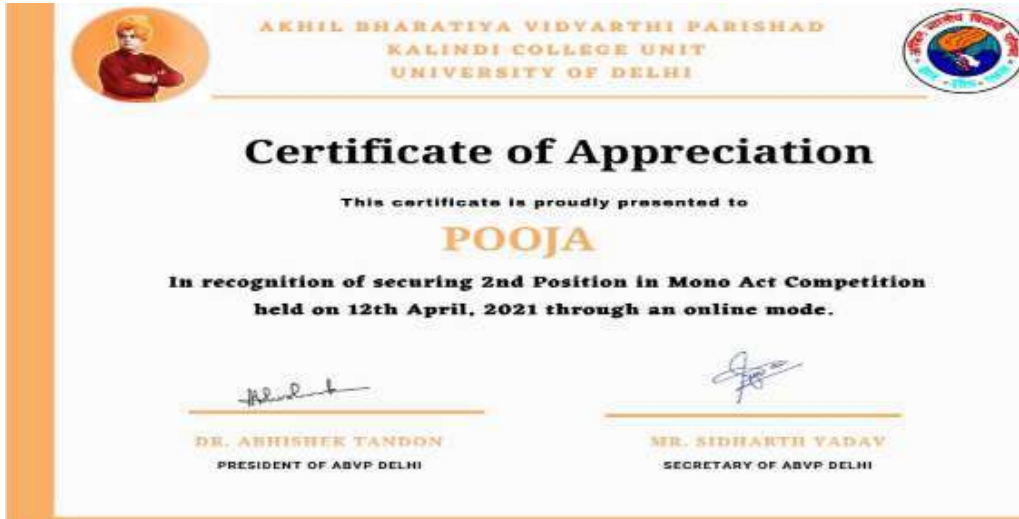 AKHIL BHARATIYA VIDYARTHI PARISHAD
KALINDI COLLEGE UNIT
UNIVERSITY OF DELHI
Certificate of Appreciation
This certificate is proudly presented to
POOJA
In recognition of securing 2nd Position in Mono Act Competition
held on 12th April, 2021 through an online mode.
DR. ABHISHEK TANDON
MR. SIDHARTH YADAV
PRESIDENT OF ABVP DELHI
SECRETARY OF ABVP DELHI